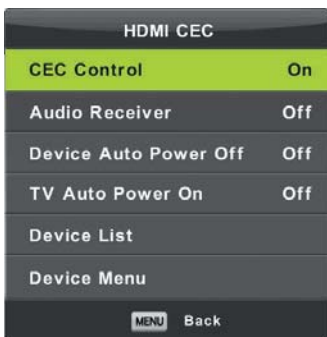 HDMI CEC
CEC Control On
Audio Receiver Off
Device Auto Power Off Off
TV Auto Power On Off
Device List
Device Menu
MENU Back